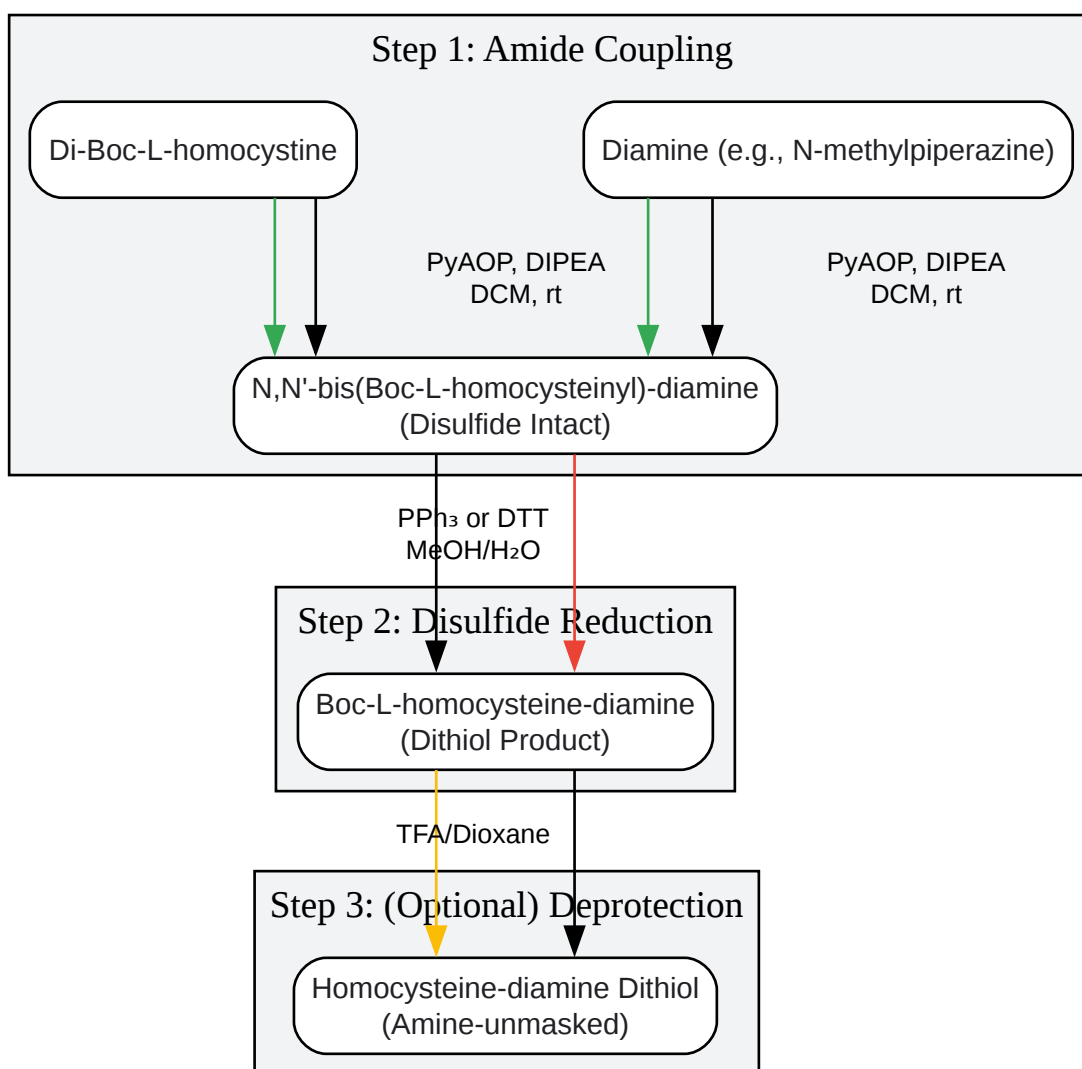 Step 1: Amide Coupling
Di-Boc-L-homocystine
Diamine (e.g., N-methylpiperazine)
PyAOP, DIPEA
DCM, rt
PyAOP, DIPEA
DCM, rt
N,N'-bis(Boc-L-homocysteinyl)-diamine
(Disulfide Intact)
PPh₃ or DTT
MeOH/H₂O
Step 2: Disulfide Reduction
Boc-L-homocysteine-diamine
(Dithiol Product)
TFA/Dioxane
Step 3: (Optional) Deprotection
Homocysteine-diamine Dithiol
(Amine-unmasked)